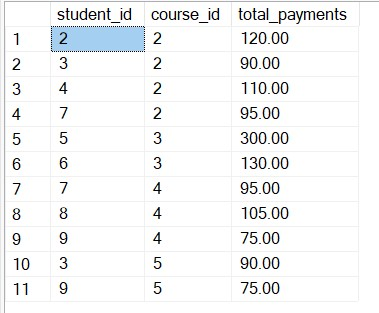 student_id course_id total_payments
1 2 2 120.00
2 3 2 90.00
3 4 2 110.00
4 7 2 95.00
5 5 3 300.00
6 6 3 130.00
7 7 4 95.00
8 8 4 105.00
9 9 4 75.00
10 3 5 90.00
11 9 5 75.00